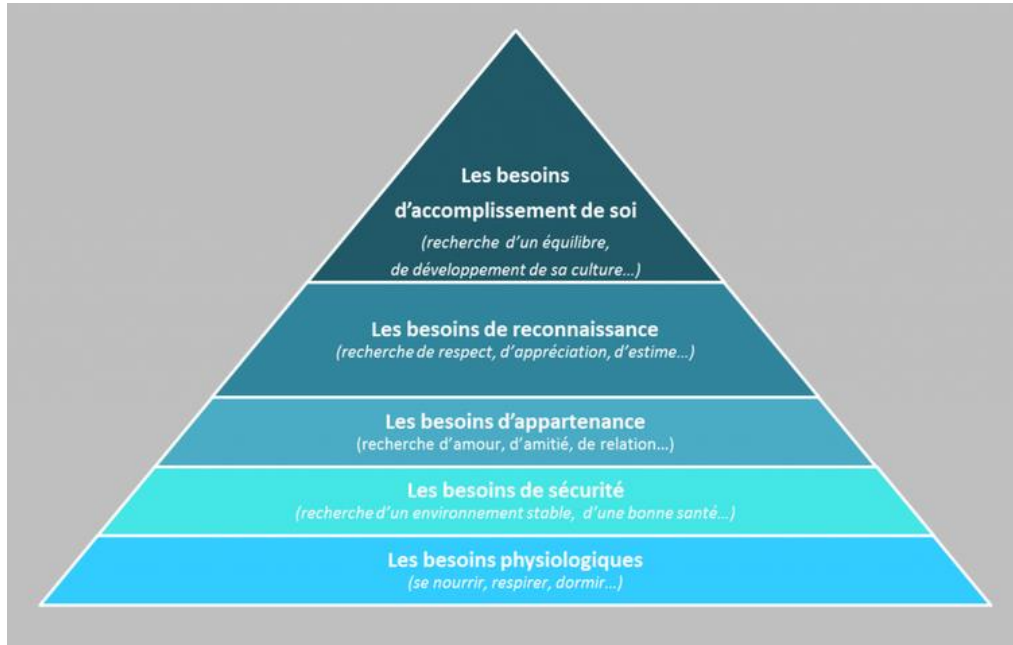 Les besoins
d’accomplissement de soi
(recherche d’un équilibre,
de développement de sa culture…)
Les besoins de reconnaissance
(recherche de respect, d’appréciation, d’estime…)
Les besoins d’appartenance
(recherche d’amour, d’amitié, de relation…)
Les besoins de sécurité
(recherche d’un environnement stable, d’une bonne santé…)
Les besoins physiologiques
(se nourrir, respirer, dormir…)